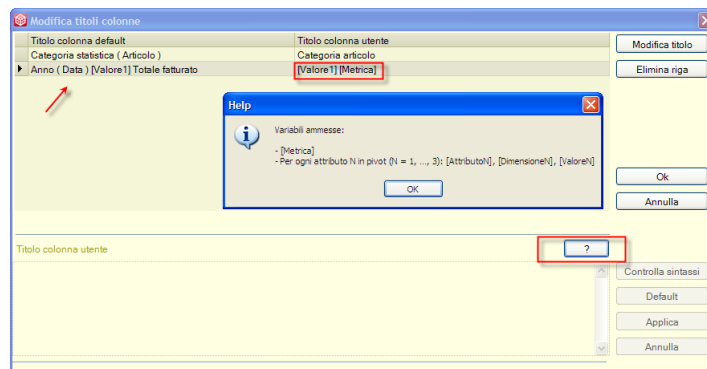 Modifica titoli colonne
Titolo colonna default Titolo colonna utente
Categoria statistica ( Articolo ) Categoria articolo
Anno ( Data ) [Valore1] Totale fatturato [Valore1] [Metrica]
Modifica titolo
Elimina riga
Help
Variabili ammesse:
- [Metrica]
- Per ogni attributo N in pivot (N = 1, ..., 3): [AttributoN], [DimensioneN], [ValoreN]
OK
Ok
Annulla
Titolo colonna utente ?
Controlla sintassi
Default
Applica
Annulla